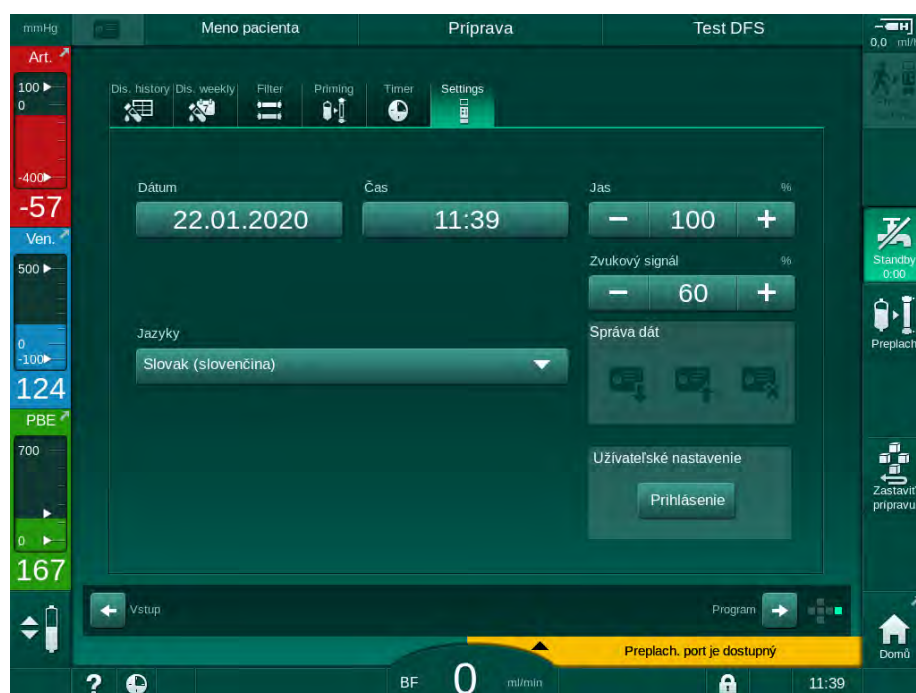 mmHg
Meno pacienta
Príprava
Test DFS
0,0 ml/
Art.
100
0
-400
-57
Ven.
500
0
-100
124
PBE
700
0
167
Dis. history
Dis. weekly
Filter
Priming
Timer
Settings
Dátum
22.01.2020
Čas
11:39
Jas
%
100
Zvukový signál
%
60
Jazyky
Slovak (slovenčina)
Správa dát
Užívateľské nastavenie
Prihlásenie
Standby
0:00
Preplach
Zastaviť
prípravu
Domů
Vstup
Program
Preplach. port je dostupný
?
BF
0
ml/min
11:39